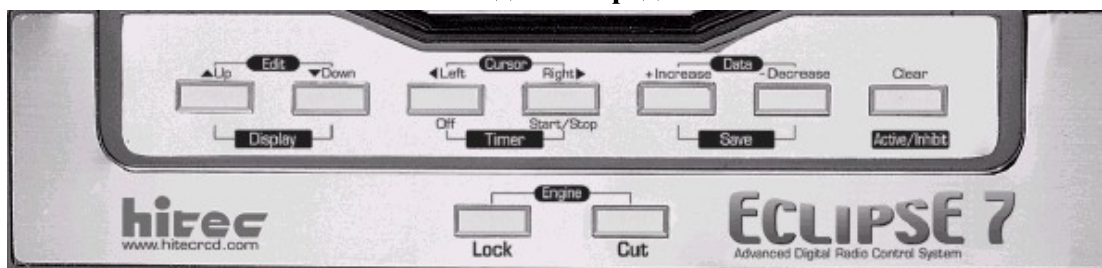 Edit Cursor Data
▲Up ▼Down ◀Left Right▶ +Increase -Decrease Clear
Off Start/Stop
Display Timer Save Active/Inhibit
Engine
hitec
www.hitecrcd.com
Lock Cut
ECLIPSE 7
Advanced Digital Radio Control System